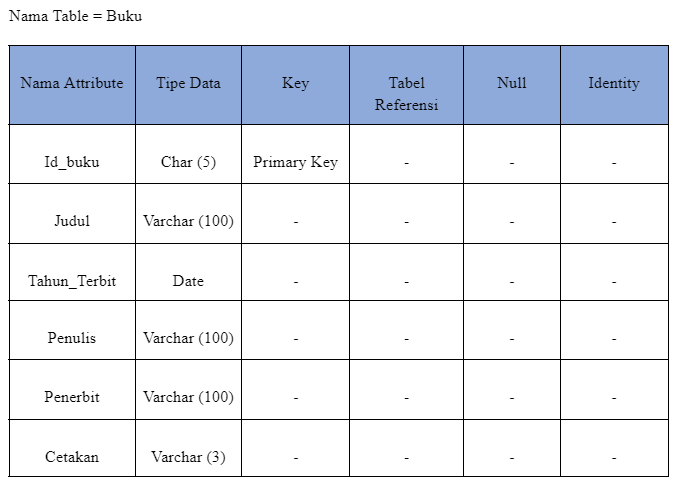 Nama Table = Buku
Nama Attribute Tipe Data Key Tabel Referensi Null Identity
Id_buku Char (5) Primary Key - - -
Judul Varchar (100) - - - -
Tahun_Terbit Date - - - -
Penulis Varchar (100) - - - -
Penerbit Varchar (100) - - - -
Cetakan Varchar (3) - - - -